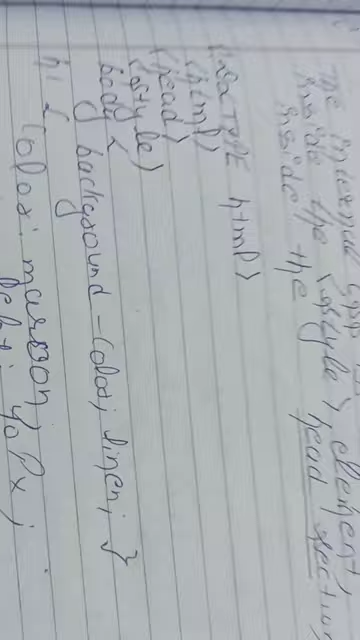 The internal CSS
inside the <style> element,
inside the head section
<!DOCTYPE html>
<html>
<head>
<style>
body {
background-color; linen; }
h1 {
color: maroon;
40px;